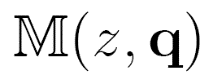 𝕄(z, 𝐪)